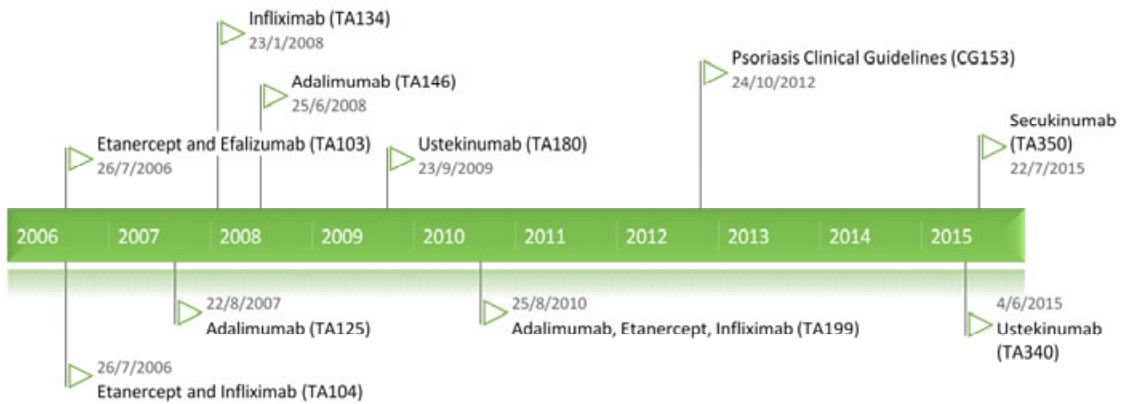 Infliximab (TA134)
23/1/2008
Psoriasis Clinical Guidelines (CG153)
24/10/2012
Adalimumab (TA146)
25/6/2008
Secukinumab
(TA350)
22/7/2015
Etanercept and Efalizumab (TA103)
26/7/2006
Ustekinumab (TA180)
23/9/2009
2006 2007 2008 2009 2010 2011 2012 2013 2014 2015
22/8/2007
Adalimumab (TA125)
25/8/2010
Adalimumab, Etanercept, Infliximab (TA199)
4/6/2015
Ustekinumab
(TA340)
26/7/2006
Etanercept and Infliximab (TA104)